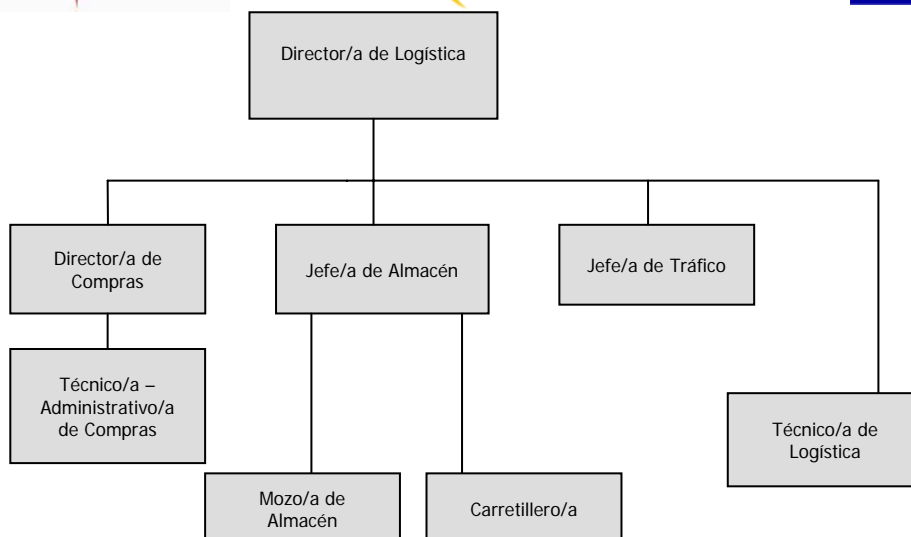 Director/a de Logística
Director/a de
Compras
Jefe/a de Almacén
Jefe/a de Tráfico
Técnico/a –
Administrativo/a
de Compras
Técnico/a de
Logística
Mozo/a de
Almacén
Carretillero/a